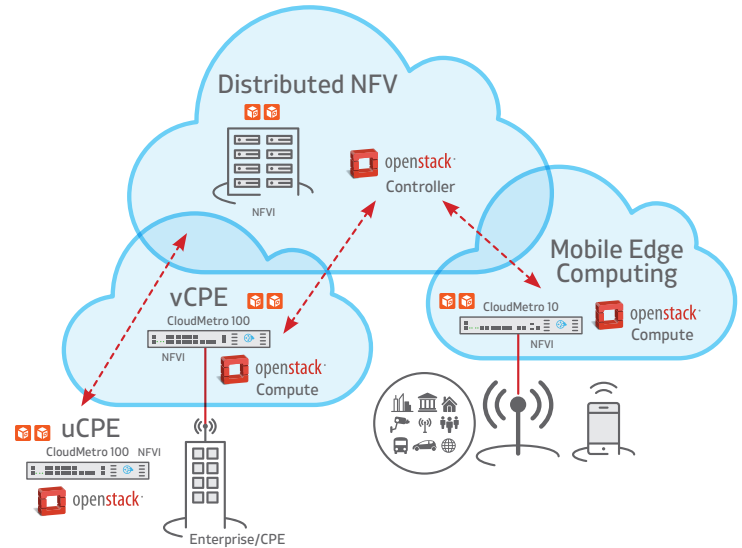 Distributed NFV
NFVI
openstack
Controller
Mobile Edge
Computing
CloudMetro 10
NFVI
openstack
Compute
vCPE
CloudMetro 100
NFVI
openstack
Compute
uCPE
CloudMetro 100 NFVI
openstack
Enterprise/CPE